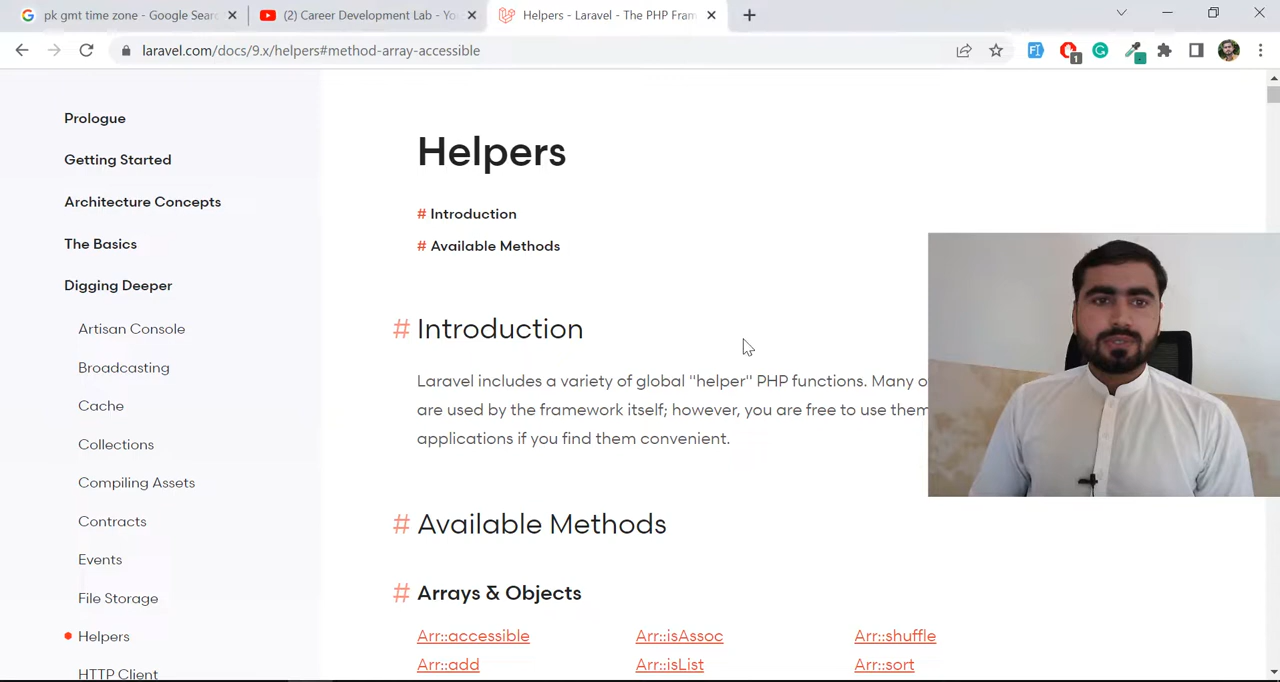 pk gmt time zone - Google Sear
(2) Career Development Lab - Yo
Helpers - Laravel - The PHP Fram
laravel.com/docs/9.x/helpers#method-array-accessible
1
Prologue
Getting Started
Architecture Concepts
The Basics
Digging Deeper
Artisan Console
Broadcasting
Cache
Collections
Compiling Assets
Contracts
Events
File Storage
Helpers
HTTP Client
Helpers
# Introduction
# Available Methods
# Introduction
Laravel includes a variety of global "helper" PHP functions. Many o
are used by the framework itself; however, you are free to use them
applications if you find them convenient.
# Available Methods
# Arrays & Objects
Arr::accessible Arr::isAssoc Arr::shuffle
Arr::add Arr::isList Arr::sort